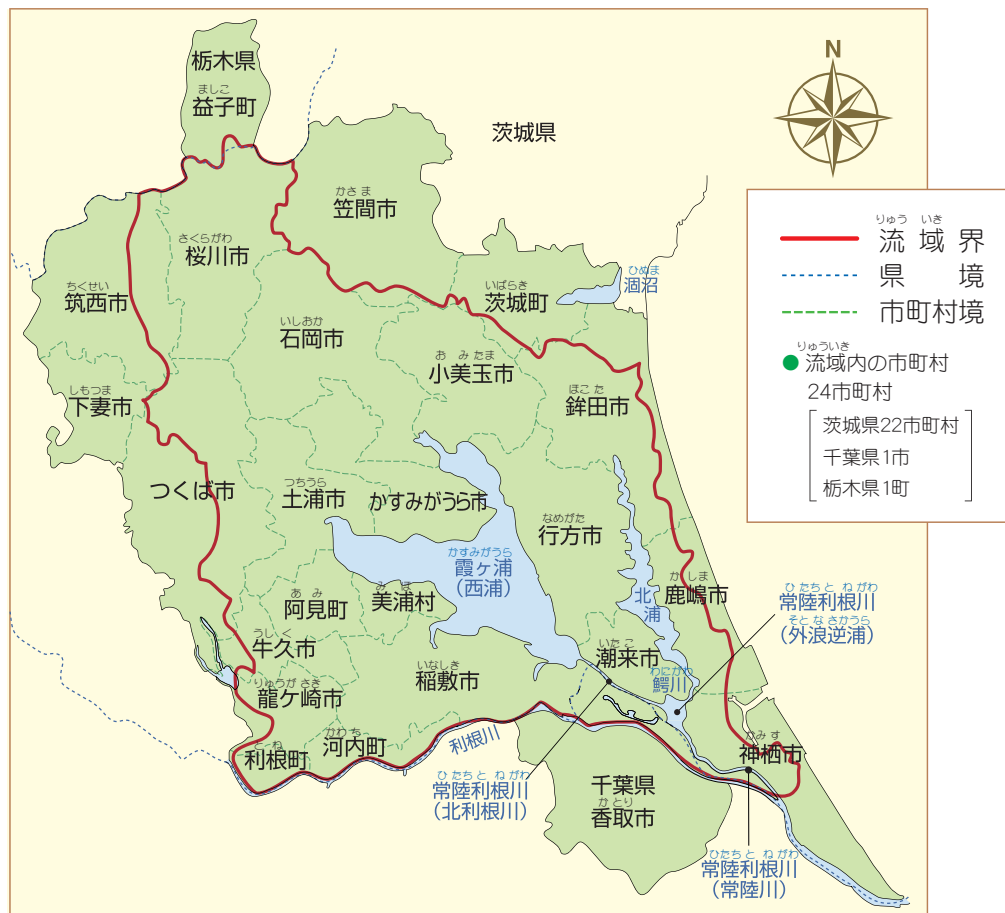 栃木県
ましこ
益子町
茨城県
N
かさま
笠間市
さくらがわ
桜川市
ちくせい
筑西市
いしおか
石岡市
いばらき
茨城町
ひぬま
涸沼
おみたま
小美玉市
ほこた
鉾田市
しもつま
下妻市
つくば市
つちうら
土浦市
かすみがうら市
なめがた
行方市
かすみがうら
霞ヶ浦
(西浦)
あみ
阿見町
みほ
美浦村
北浦
かしま
鹿嶋市
うしく
牛久市
いたこ
潮来市
いなしき
稲敷市
わにがわ
鰐川
りゅうがさき
龍ケ崎市
かわち
河内町
とね
利根町
利根川
かみす
神栖市
千葉県
かとり
香取市
ひたちとねがわ
常陸利根川
(北利根川)
ひたちとねがわ
常陸利根川
(常陸川)
ひたちとねがわ
常陸利根川
そとなさかうら
(外浪逆浦)
りゅういき
流域界
県境
市町村境
りゅういき
流域内の市町村
24市町村
茨城県22市町村
千葉県1市
栃木県1町